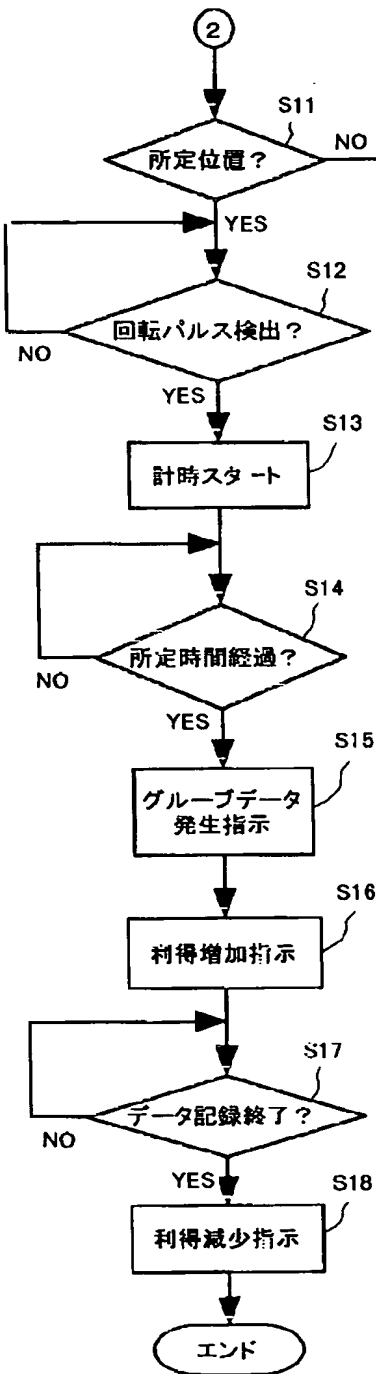 2
S11
所定位置?
NO
YES
S12
回転パルス検出?
NO
YES
S13
計時スタート
S14
所定時間経過?
NO
YES
S15
グルーブデータ
発生指示
S16
利得増加指示
S17
データ記録終了?
NO
YES
S18
利得減少指示
エンド